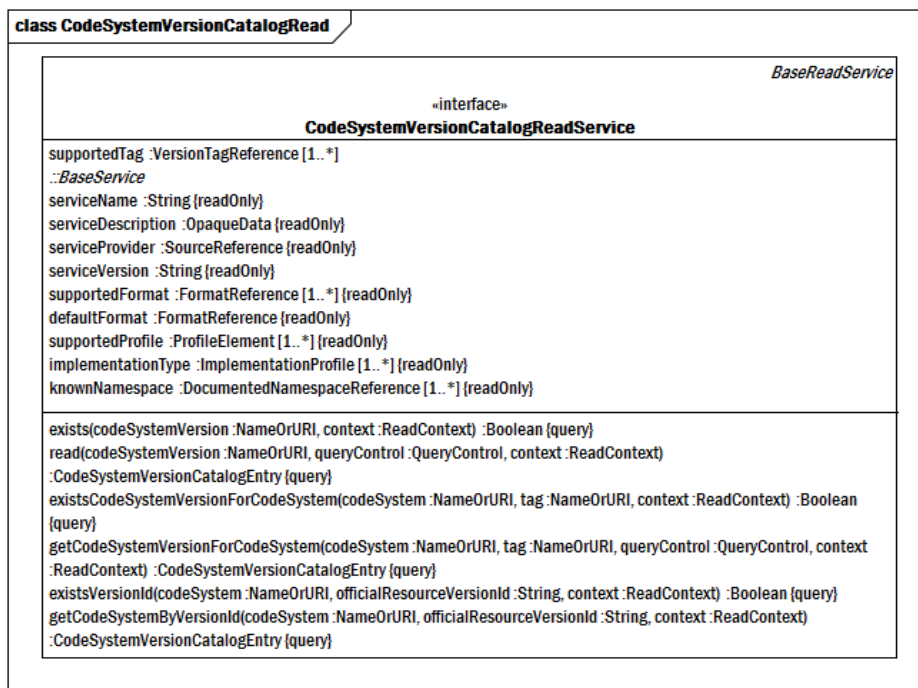 class CodeSystemVersionCatalogRead
BaseReadService
«interface»
CodeSystemVersionCatalogReadService
supportedTag :VersionTagReference [1..*]
::BaseService
serviceName :String {readOnly}
serviceDescription :OpaqueData {readOnly}
serviceProvider :SourceReference {readOnly}
serviceVersion :String {readOnly}
supportedFormat :FormatReference [1..*] {readOnly}
defaultFormat :FormatReference {readOnly}
supportedProfile :ProfileElement [1..*] {readOnly}
implementationType :ImplementationProfile [1..*] {readOnly}
knownNamespace :DocumentedNamespaceReference [1..*] {readOnly}
exists(codeSystemVersion :NameOrURI, context :ReadContext) :Boolean {query}
read(codeSystemVersion :NameOrURI, queryControl :QueryControl, context :ReadContext)
:CodeSystemVersionCatalogEntry {query}
existsCodeSystemVersionForCodeSystem(codeSystem :NameOrURI, tag :NameOrURI, context :ReadContext) :Boolean
{query}
getCodeSystemVersionForCodeSystem(codeSystem :NameOrURI, tag :NameOrURI, queryControl :QueryControl, context
:ReadContext) :CodeSystemVersionCatalogEntry {query}
existsVersionId(codeSystem :NameOrURI, officialResourceVersionId :String, context :ReadContext) :Boolean {query}
getCodeSystemByVersionId(codeSystem :NameOrURI, officialResourceVersionId :String, context :ReadContext)
:CodeSystemVersionCatalogEntry {query}